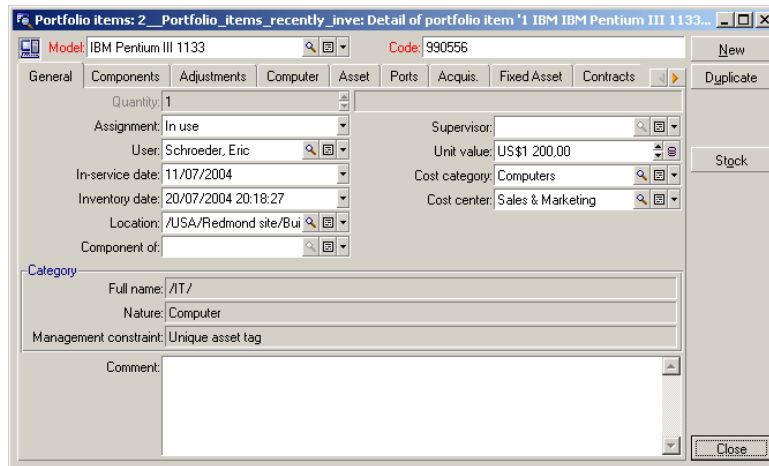 Portfolio items: 2__Portfolio_items_recently_inve: Detail of portfolio item '1 IBM IBM Pentium III 1133...
Model: IBM Pentium III 1133 Code: 990556 New
General Components Adjustments Computer Asset Ports Acquis. Fixed Asset Contracts Duplicate
Quantity: 1
Assignment: In use Supervisor:
User: Schroeder, Eric Unit value: US$1 200,00 Stock
In-service date: 11/07/2004 Cost category: Computers
Inventory date: 20/07/2004 20:18:27 Cost center: Sales & Marketing
Location: /USA/Redmond site/Bui
Component of:
Category
Full name: /IT/
Nature: Computer
Management constraint: Unique asset tag
Comment:
Close